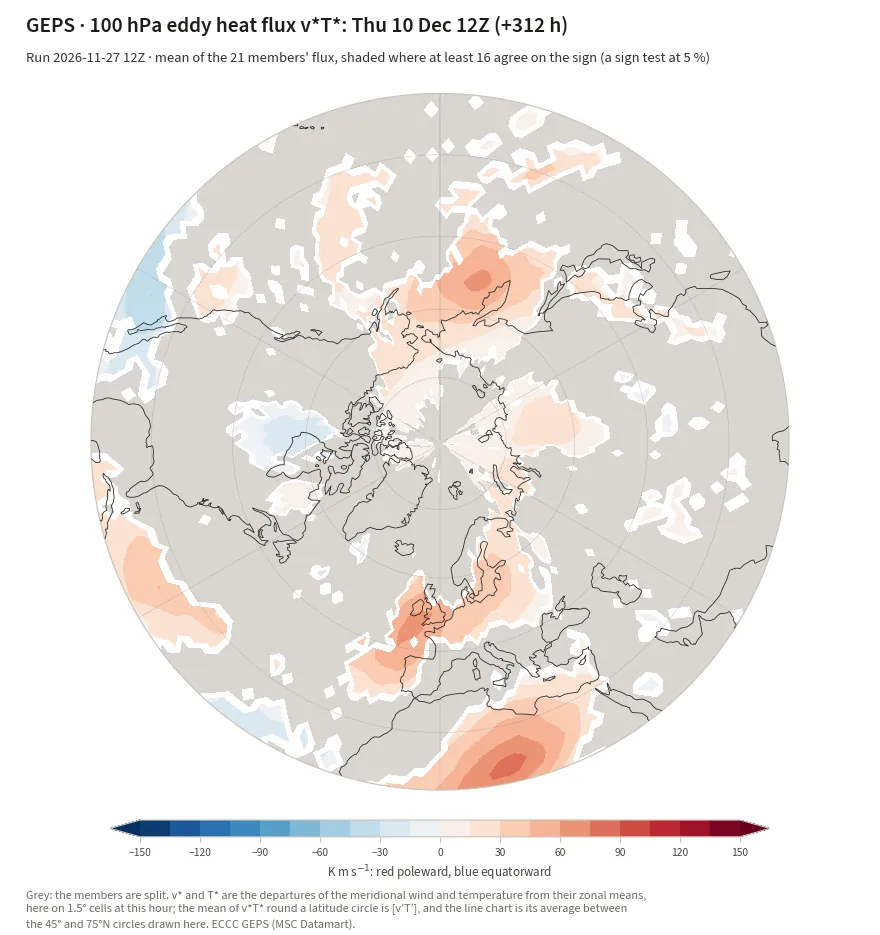 GEPS · 100 hPa eddy heat flux v*T*: Thu 10 Dec 12Z (+312 h)
Run 2026-11-27 12Z · mean of the 21 members' flux, shaded where at least 16 agree on the sign (a sign test at 5 %)
−150 −120 −90 −60 −30 0 30 60 90 120 150
K m s⁻¹: red poleward, blue equatorward
Grey: the members are split. v* and T* are the departures of the meridional wind and temperature from their zonal means,
here on 1.5° cells at this hour; the mean of v*T* round a latitude circle is [v′T′], and the line chart is its average between
the 45° and 75°N circles drawn here. ECCC GEPS (MSC Datamart).